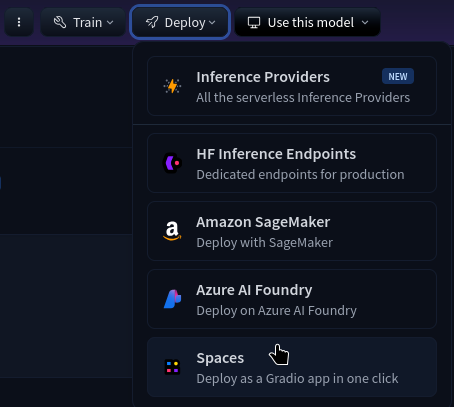 Train
Deploy
Use this model
Inference Providers NEW
All the serverless Inference Providers
HF Inference Endpoints
Dedicated endpoints for production
Amazon SageMaker
Deploy with SageMaker
Azure AI Foundry
Deploy on Azure AI Foundry
Spaces
Deploy as a Gradio app in one click